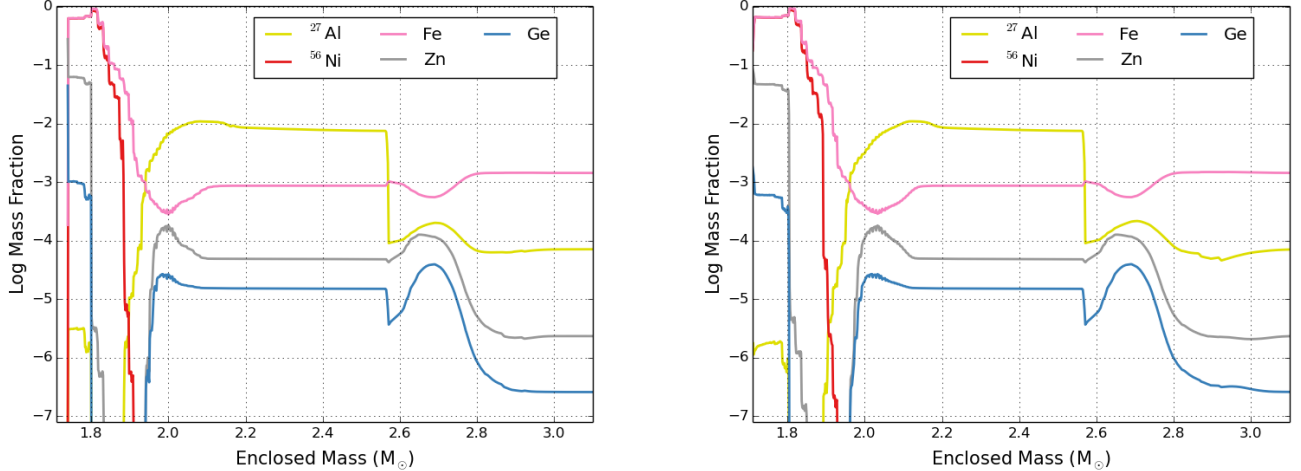 Log Mass Fraction
0
−1
−2
−3
−4
−5
−6
−7
27Al Fe Ge
56Ni Zn
1.8 2.0 2.2 2.4 2.6 2.8 3.0
Enclosed Mass (M⊙)
Log Mass Fraction
0
−1
−2
−3
−4
−5
−6
−7
27Al Fe Ge
56Ni Zn
1.8 2.0 2.2 2.4 2.6 2.8 3.0
Enclosed Mass (M⊙)